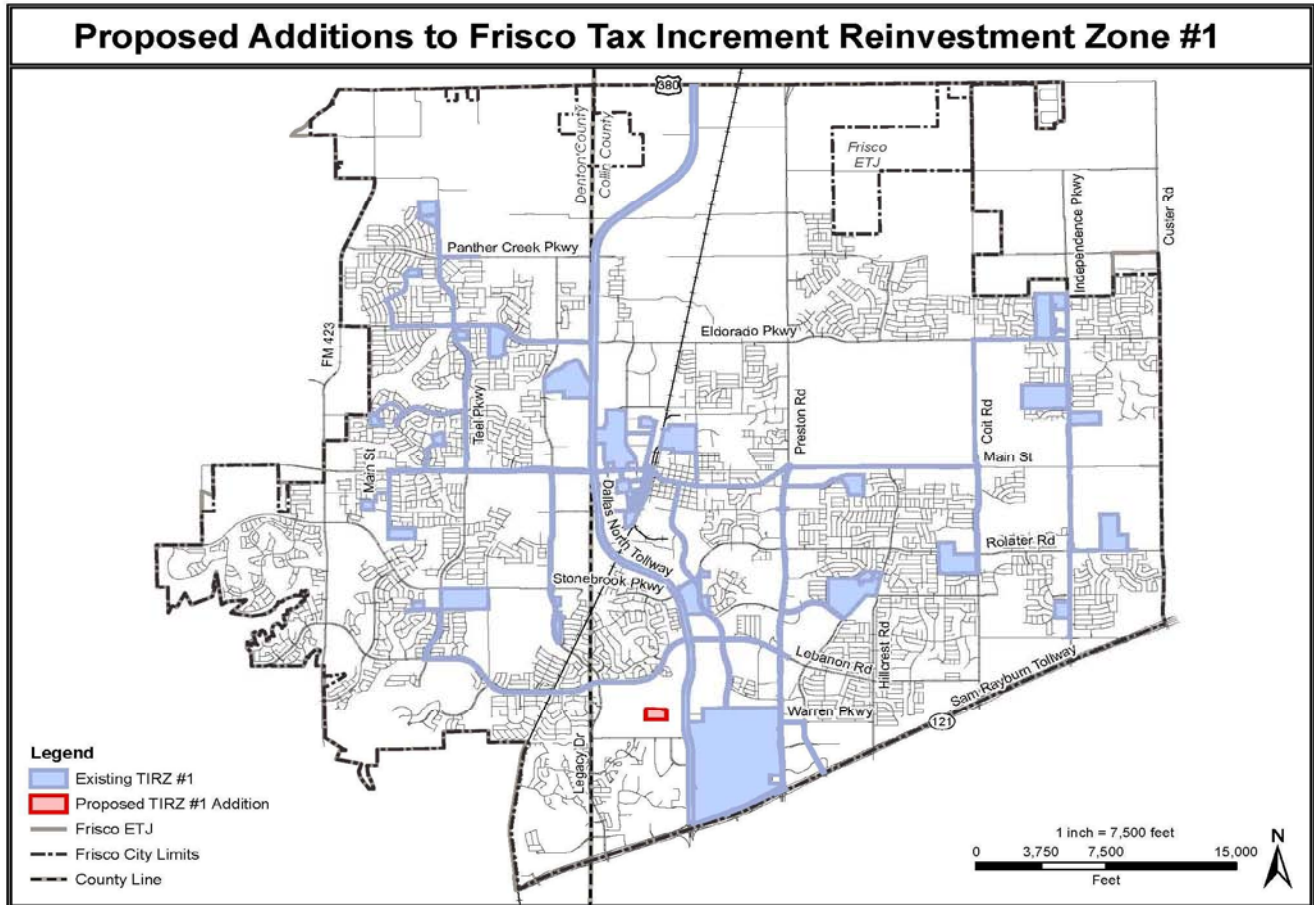 Proposed Additions to Frisco Tax Increment Reinvestment Zone #1
380
Denton County
Collin County
Frisco
ETJ
Independence Pkwy
Custer Rd
Panther Creek Pkwy
FM 423
Eldorado Pkwy
Teel Pkwy
Preston Rd
Coit Rd
Main St
Main St
Dallas North Tollway
Rolater Rd
Stonebrook Pkwy
Hillcrest Rd
Lebanon Rd
Sam Rayburn Tollway
Warren Pkwy
121
Legacy Dr
Legend
Existing TIRZ #1
Proposed TIRZ #1 Addition
Frisco ETJ
Frisco City Limits
County Line
1 inch = 7,500 feet
0 3,750 7,500 15,000
Feet
N